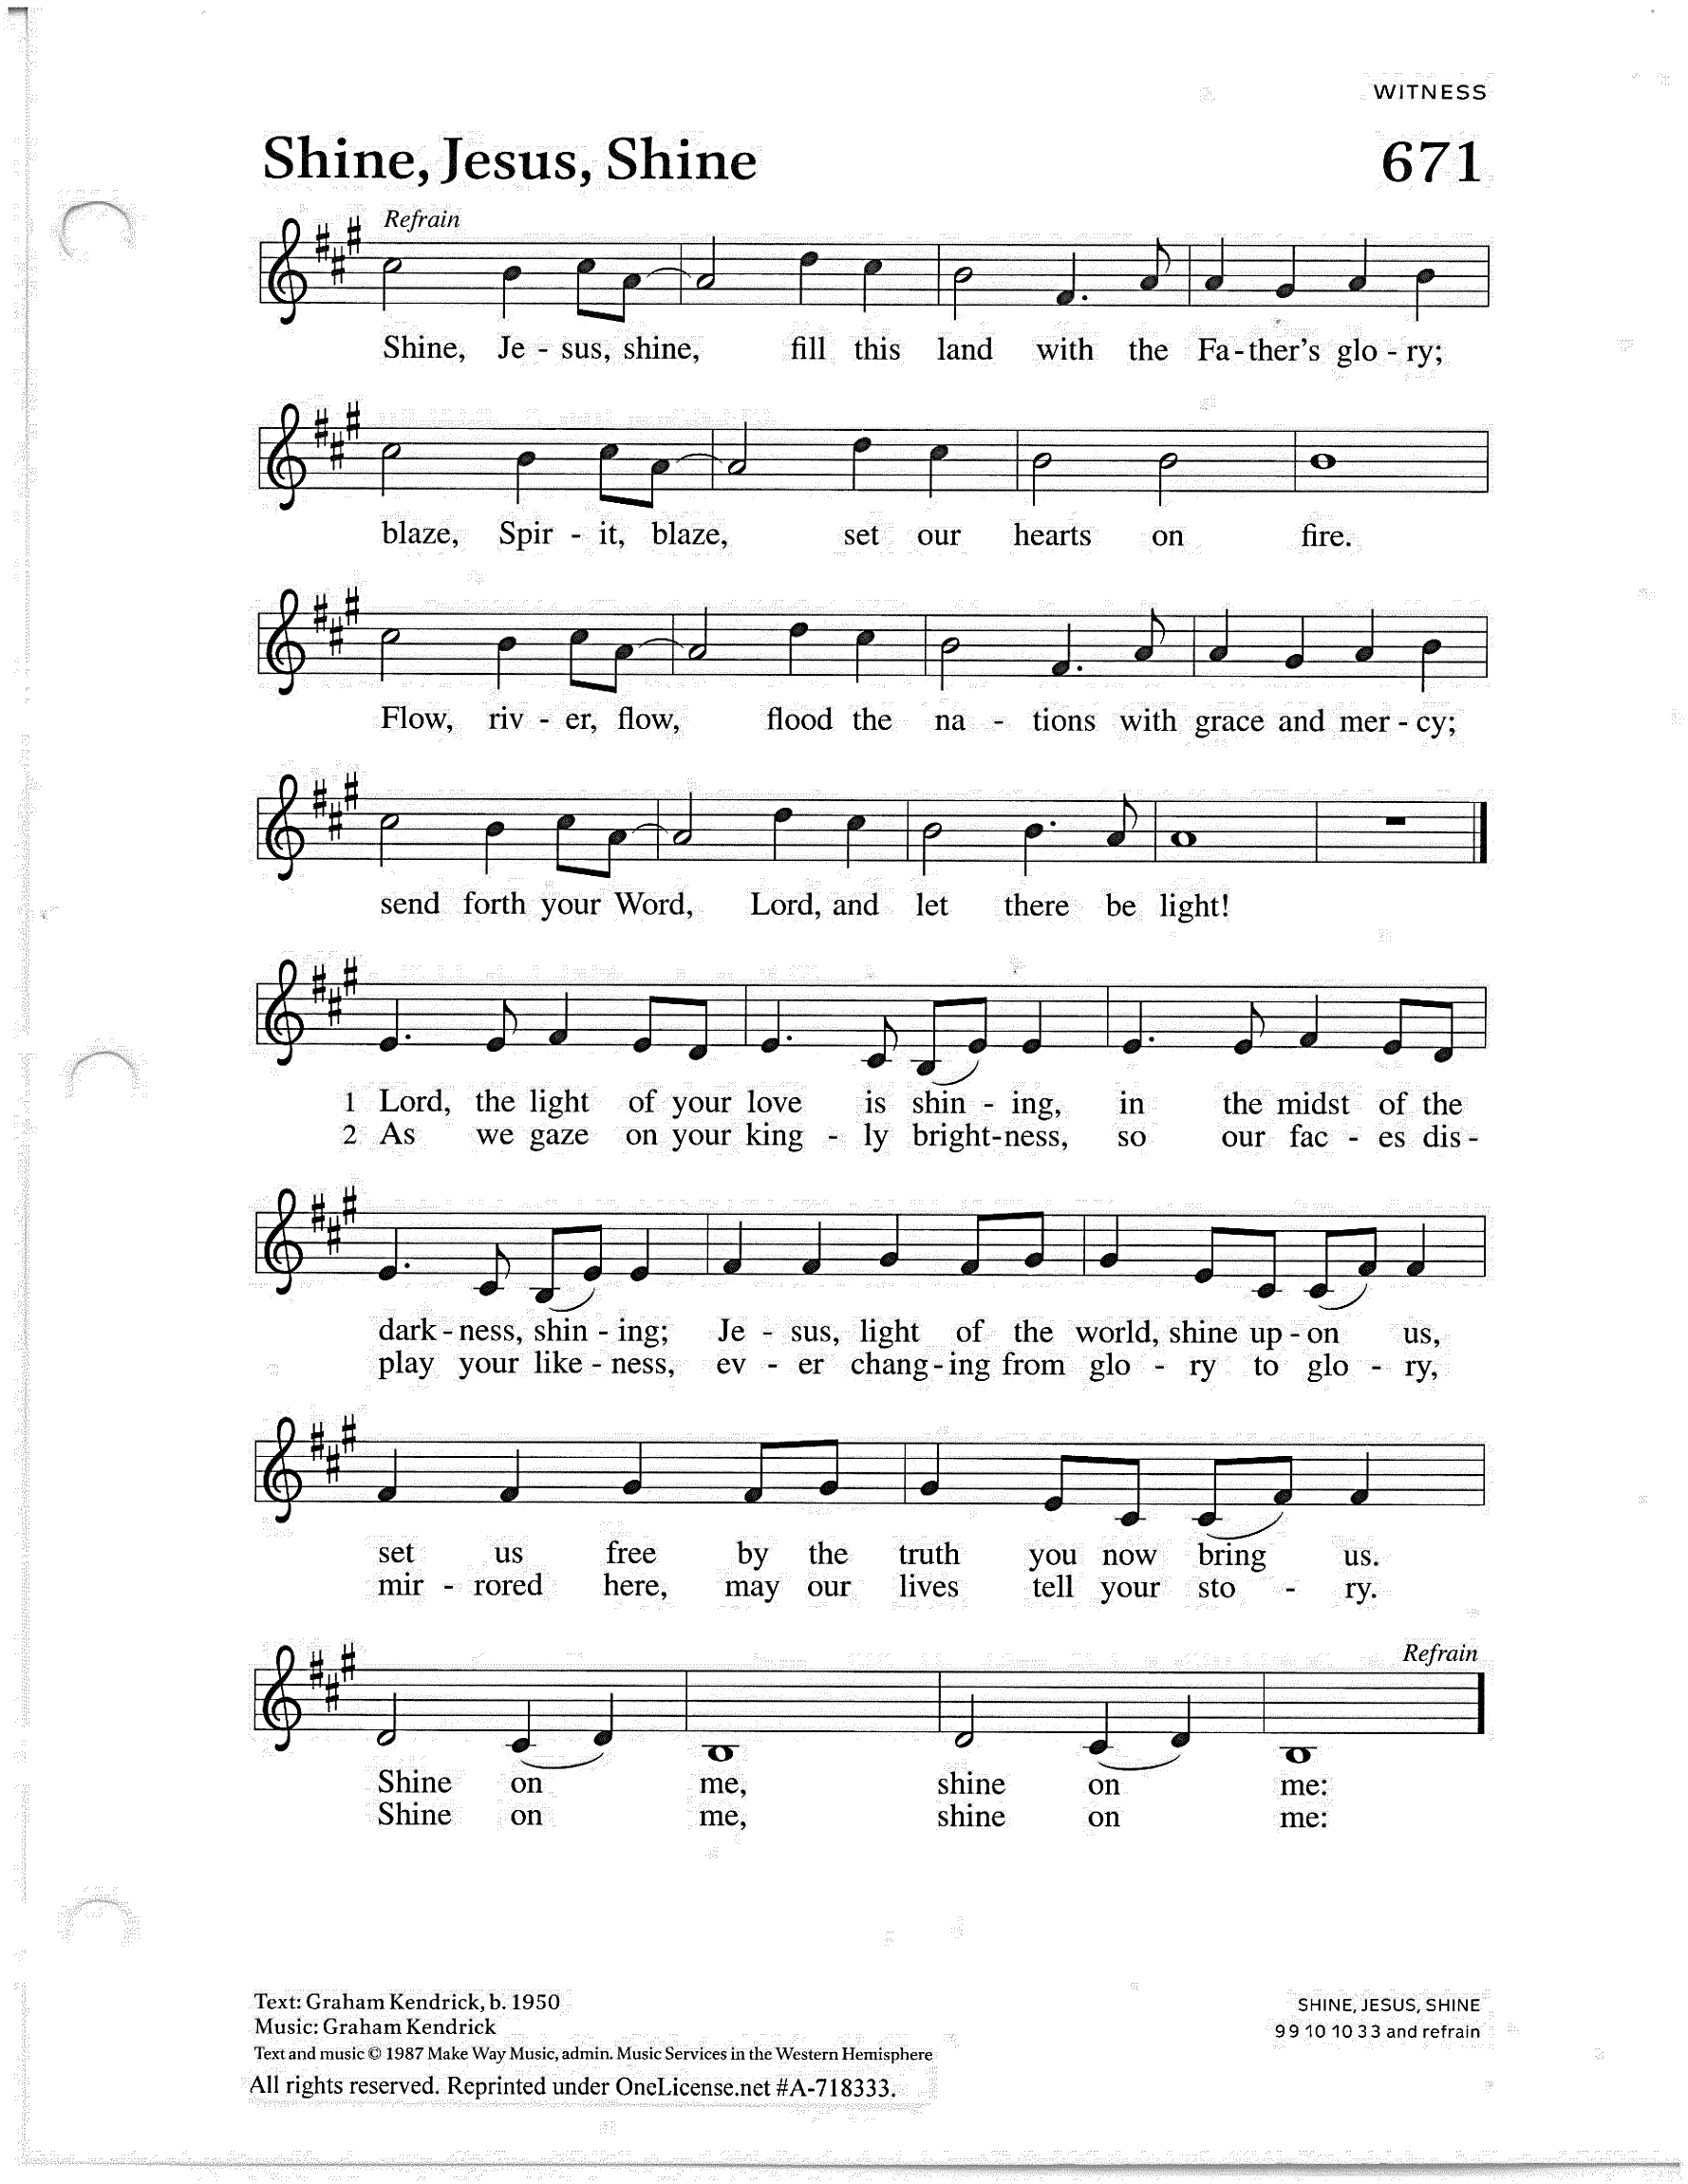 WITNESS
Shine, Jesus, Shine 671
Refrain
Shine, Je - sus, shine, fill this land with the Fa - ther's glo - ry;
blaze, Spir - it, blaze, set our hearts on fire.
Flow, riv - er, flow, flood the na - tions with grace and mer - cy;
send forth your Word, Lord, and let there be light!
1 Lord, the light of your love is shin - ing, in the midst of the
2 As we gaze on your king - ly bright - ness, so our fac - es dis -
dark - ness, shin - ing; Je - sus, light of the world, shine up - on us,
play your like - ness, ev - er chang - ing from glo - ry to glo - ry,
set us free by the truth you now bring us.
mir - rored here, may our lives tell your sto - ry.
Refrain
Shine on me, shine on me:
Shine on me, shine on me:
Text: Graham Kendrick, b. 1950
Music: Graham Kendrick
Text and music © 1987 Make Way Music, admin. Music Services in the Western Hemisphere
All rights reserved. Reprinted under OneLicense.net #A-718333.
SHINE, JESUS, SHINE
9 9 10 10 3 3 and refrain